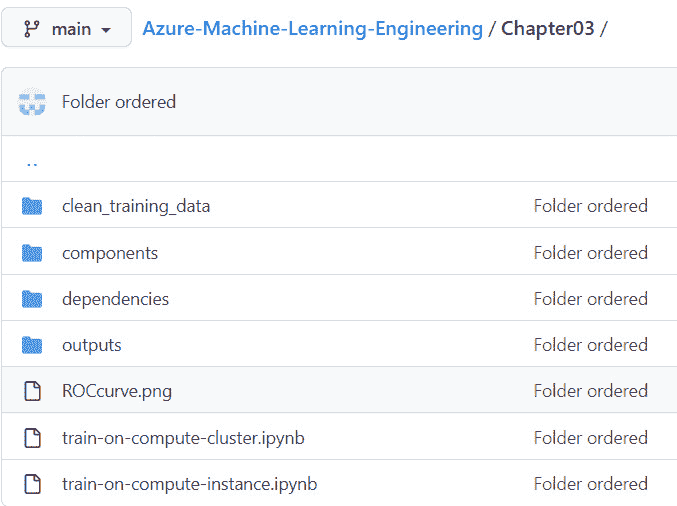 main Azure-Machine-Learning-Engineering / Chapter03 /
Folder ordered
..
clean_training_data Folder ordered
components Folder ordered
dependencies Folder ordered
outputs Folder ordered
ROCcurve.png Folder ordered
train-on-compute-cluster.ipynb Folder ordered
train-on-compute-instance.ipynb Folder ordered